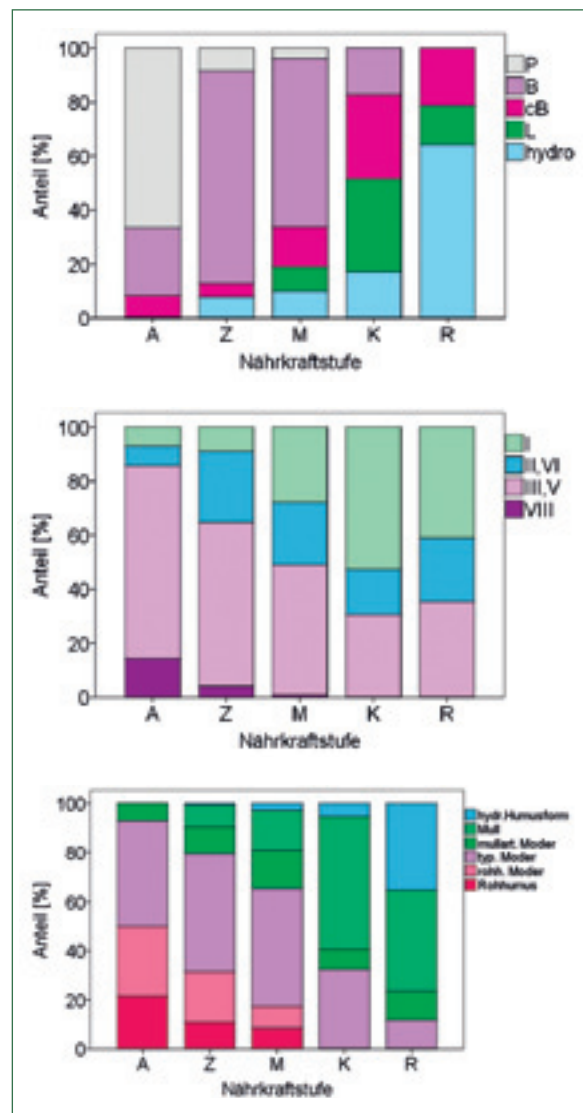 100
80
60
40
20
0
Anteil [%]
A Z M K R
Nährkraftstufe
P
B
cB
L
hydro
100
80
60
40
20
0
Anteil [%]
A Z M K R
Nährkraftstufe
I
II,VI
III,V
VIII
100
80
60
40
20
0
Anteil [%]
A Z M K R
Nährkraftstufe
hydr.Humusform
Mull
mullart. Moder
typ. Moder
rohh. Moder
Rohhumus